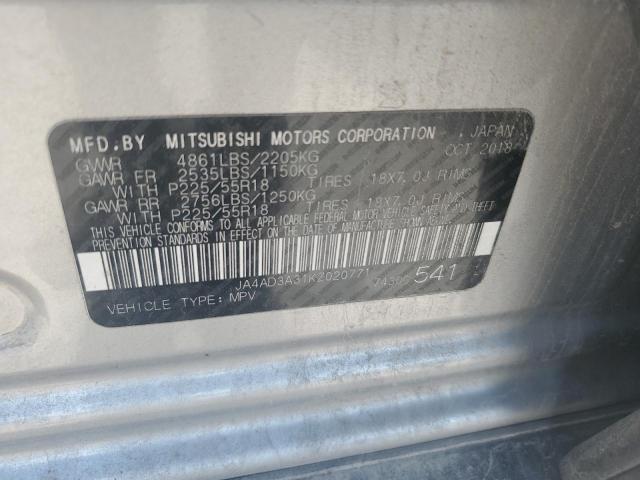 MFD.BY MITSUBISHI MOTORS CORPORATION , JAPAN
GVWR 4861LBS/2205KG OCT 2018
GAWR FR 2535LBS/1150KG
WITH P225/55R18 TIRES 18X7.0J RIMS
GAWR RR 2756LBS/1250KG
WITH P225/55R18 TIRES 18X7.0J RIMS
THIS VEHICLE CONFORMS TO ALL APPLICABLE FEDERAL MOTOR VEHICLE SAFETY AND THEFT
PREVENTION STANDARDS IN EFFECT ON THE DATE OF MANUFACTURE SHOWN ABOVE.
JA4AD3A31KZ020771 541
VEHICLE TYPE: MPV